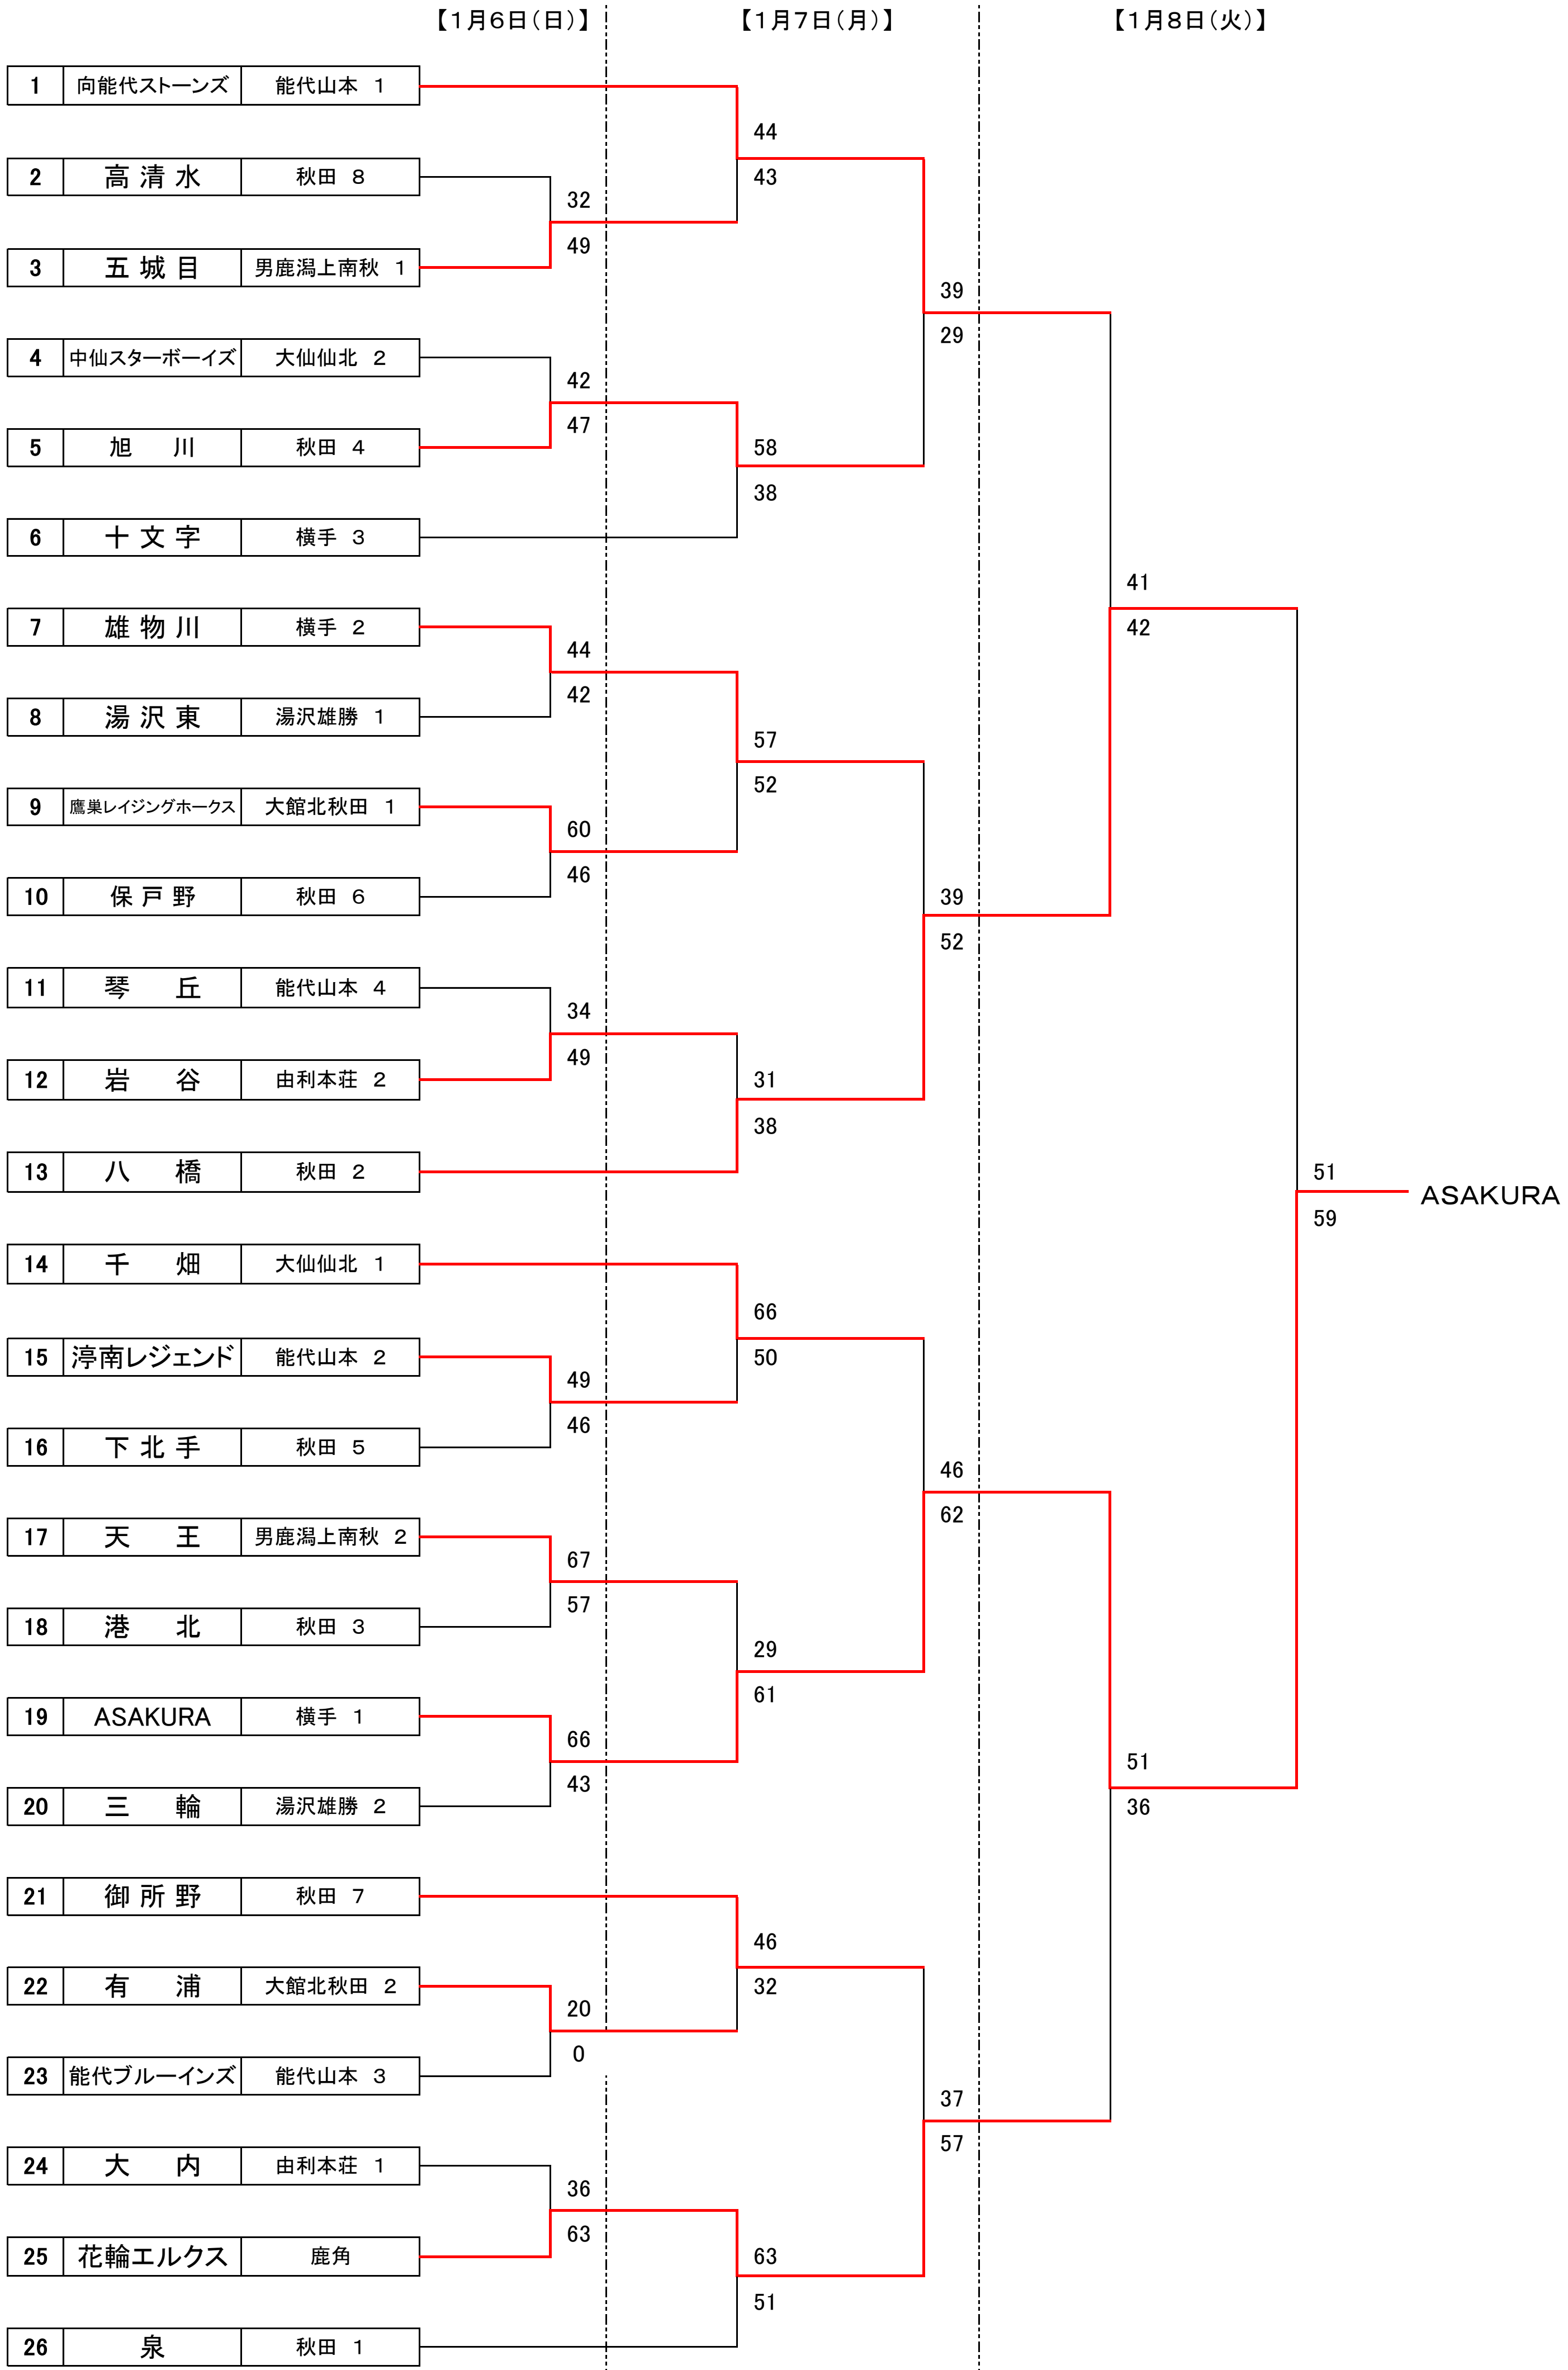 【1月6日(日)】 【1月7日(月)】 【1月8日(火)】
1 向能代ストーンズ 能代山本 1
44
2 高清水 秋田 8
43
32
49
3 五城目 男鹿潟上南秋 1
39
29
4 中仙スターボーイズ 大仙仙北 2
42
47
5 旭川 秋田 4
58
38
6 十文字 横手 3
41
42
7 雄物川 横手 2
44
42
8 湯沢東 湯沢雄勝 1
57
52
9 鷹巣レイジングホークス 大館北秋田 1
60
46
10 保戸野 秋田 6
39
52
11 琴丘 能代山本 4
34
49
12 岩谷 由利本荘 2
31
38
13 八橋 秋田 2
51
ASAKURA
59
14 千畑 大仙仙北 1
66
15 渟南レジェンド 能代山本 2
50
49
46
16 下北手 秋田 5
46
62
17 天王 男鹿潟上南秋 2
67
57
18 港北 秋田 3
29
61
19 ASAKURA 横手 1
66
43
51
36
20 三輪 湯沢雄勝 2
21 御所野 秋田 7
46
32
22 有浦 大館北秋田 2
20
0
23 能代ブルーインズ 能代山本 3
37
57
24 大内 由利本荘 1
36
63
25 花輪エルクス 鹿角
63
51
26 泉 秋田 1